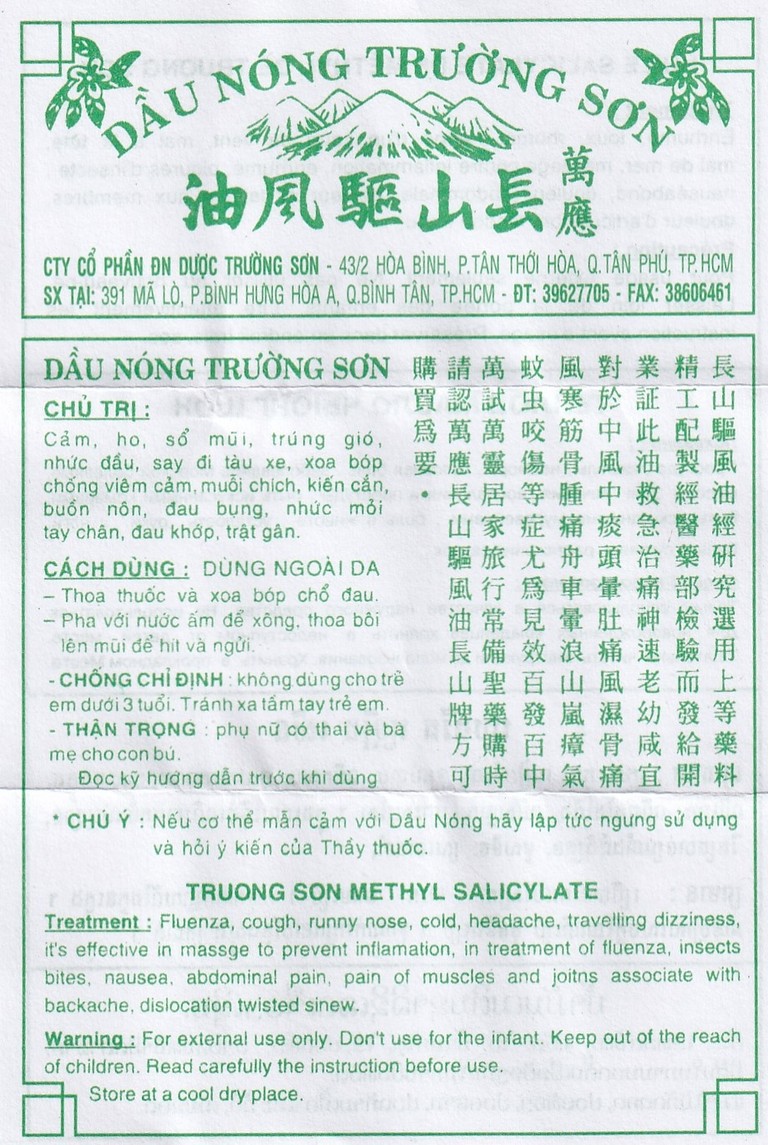 DẦU NÓNG TRƯỜNG SƠN
萬應
長山驅風油
CTY CỔ PHẦN ĐN DƯỢC TRƯỜNG SƠN - 43/2 HÒA BÌNH, P.TÂN THỚI HÒA, Q.TÂN PHÚ, TP.HCM
SX TẠI: 391 MÃ LÒ, P.BÌNH HƯNG HÒA A, Q.BÌNH TÂN, TP.HCM - ĐT: 39627705 - FAX: 38606461
DẦU NÓNG TRƯỜNG SƠN
CHỦ TRỊ :
Cảm, ho, sổ mũi, trúng gió,
nhức đầu, say đi tàu xe, xoa bóp
chống viêm cảm, muỗi chích, kiến cắn,
buồn nôn, đau bụng, nhức mỏi
tay chân, đau khớp, trật gân.
CÁCH DÙNG : DÙNG NGOÀI DA
– Thoa thuốc và xoa bóp chổ đau.
– Pha với nước ấm để xông, thoa bôi
lên mũi để hít và ngửi.
- CHỐNG CHỈ ĐỊNH : không dùng cho trẻ
em dưới 3 tuổi. Tránh xa tầm tay trẻ em.
- THẬN TRỌNG : phụ nữ có thai và bà
mẹ cho con bú.
Đọc kỹ hướng dẫn trước khi dùng
長山驅風油經研究選用上等藥料
精工配製經醫藥部檢驗而發給開
業証此油救急治痛神速老幼咸宜
對於中風中痰頭暈肚痛風濕骨痛
風寒筋骨腫痛舟車暈浪山嵐瘴氣
蚊虫咬傷等症尤爲見效百發百中
萬試萬靈居家旅行常備聖藥購時
請認萬應長山驅風油長山牌方可
購買爲要。
* CHÚ Ý : Nếu cơ thể mẫn cảm với Dầu Nóng hãy lập tức ngưng sử dụng
và hỏi ý kiến của Thầy thuốc.
TRUONG SON METHYL SALICYLATE
Treatment : Fluenza, cough, runny nose, cold, headache, travelling dizziness,
it's effective in massge to prevent inflamation, in treatment of fluenza, insects
bites, nausea, abdominal pain, pain of muscles and joitns associate with
backache, dislocation twisted sinew.
Warning : For external use only. Don't use for the infant. Keep out of the reach
of children. Read carefully the instruction before use.
Store at a cool dry place.